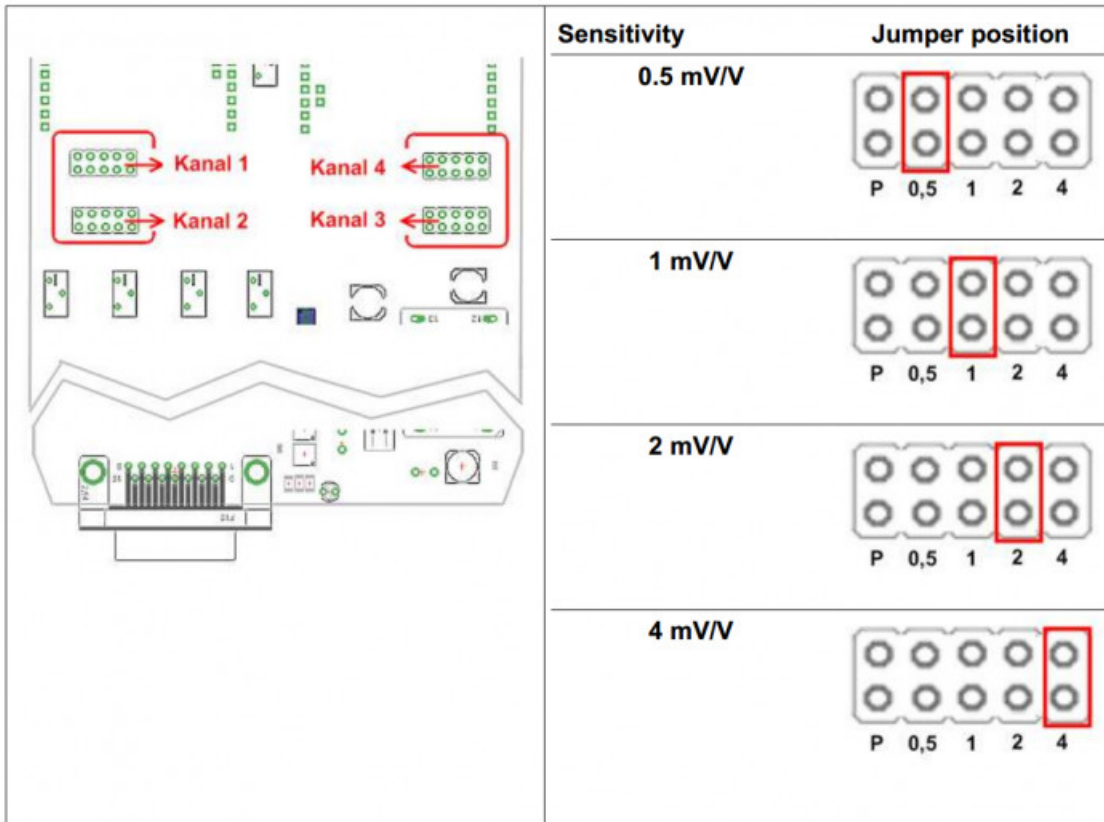 Kanal 1
Kanal 4
Kanal 2
Kanal 3
Sensitivity Jumper position
0.5 mV/V
P 0,5 1 2 4
1 mV/V
P 0,5 1 2 4
2 mV/V
P 0,5 1 2 4
4 mV/V
P 0,5 1 2 4